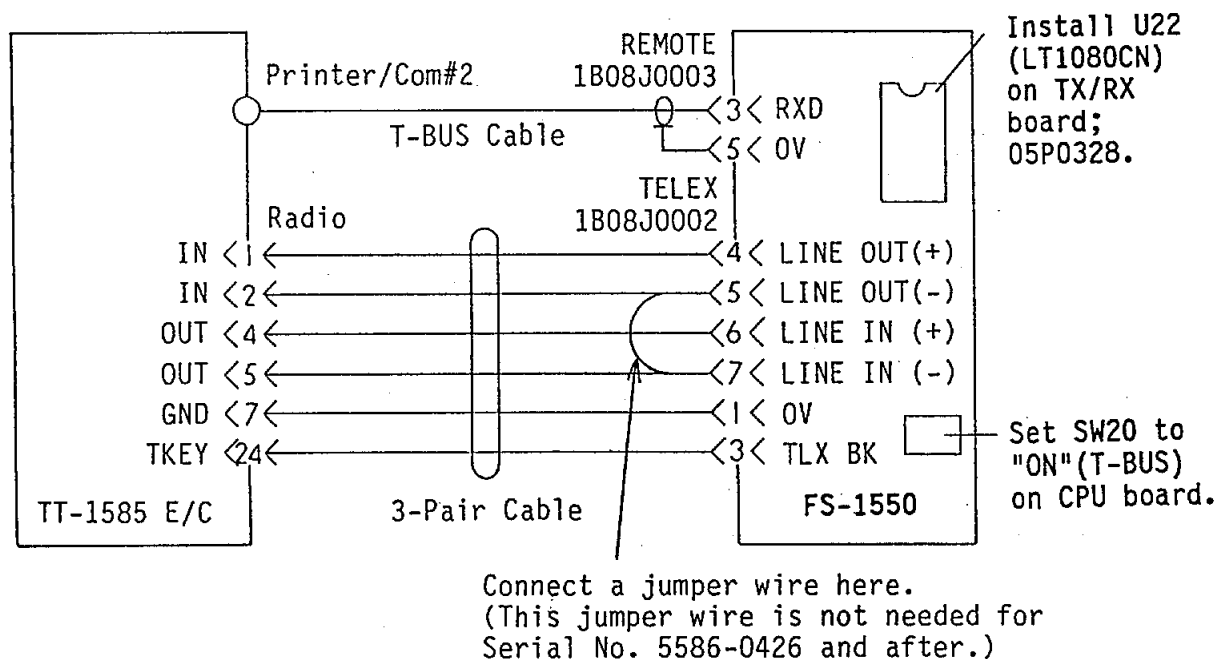 Install U22
(LT1080CN)
on TX/RX
board;
05P0328.
REMOTE
1B08J0003
Printer/Com#2
T-BUS Cable
3 RXD
5 0V
TELEX
1B08J0002
Radio
IN 1
4 LINE OUT(+)
IN 2
5 LINE OUT(-)
OUT 4
6 LINE IN (+)
OUT 5
7 LINE IN (-)
GND 7
1 0V
TKEY 24
3 TLX BK
TT-1585 E/C
3-Pair Cable
FS-1550
Set SW20 to
"ON"(T-BUS)
on CPU board.
Connect a jumper wire here.
(This jumper wire is not needed for
Serial No. 5586-0426 and after.)